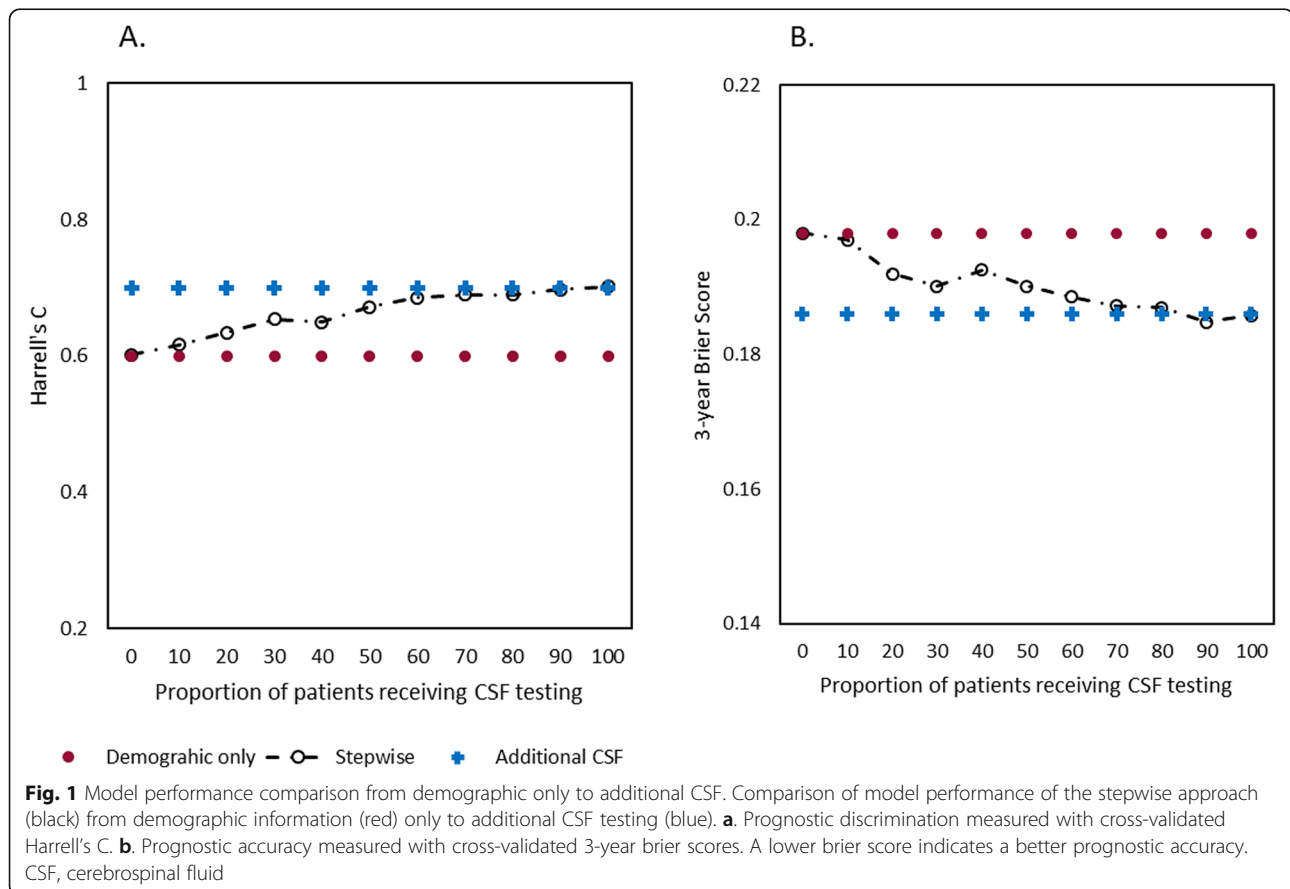 A.
1
0.8
0.6
0.4
0.2
Harrell's C
0 10 20 30 40 50 60 70 80 90 100
Proportion of patients receiving CSF testing
B.
0.22
0.2
0.18
0.16
0.14
3-year Brier Score
0 10 20 30 40 50 60 70 80 90 100
Proportion of patients receiving CSF testing
Demograhic only Stepwise Additional CSF
Fig. 1 Model performance comparison from demographic only to additional CSF. Comparison of model performance of the stepwise approach
(black) from demographic information (red) only to additional CSF testing (blue). a. Prognostic discrimination measured with cross-validated
Harrell's C. b. Prognostic accuracy measured with cross-validated 3-year brier scores. A lower brier score indicates a better prognostic accuracy.
CSF, cerebrospinal fluid